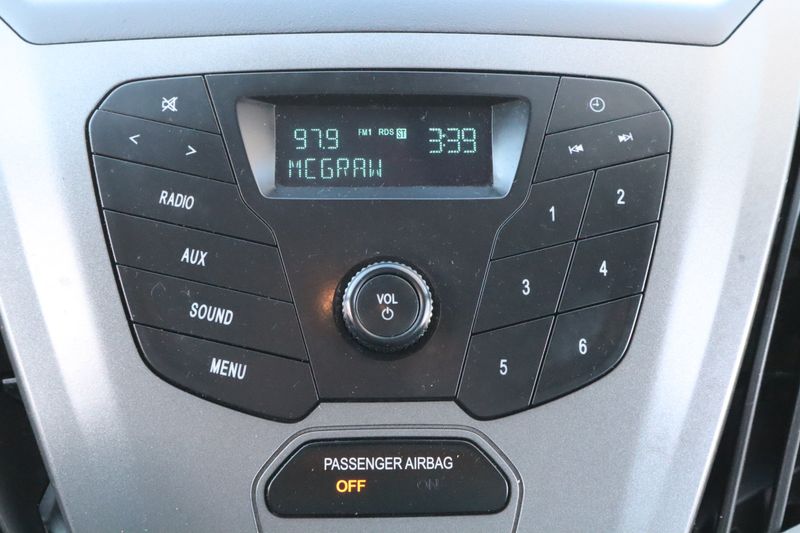 97.9 FM1 RDS ST 3:39
MCGRAW
RADIO
AUX
SOUND
MENU
VOL
1 2
3 4
5 6
PASSENGER AIRBAG
OFF ON